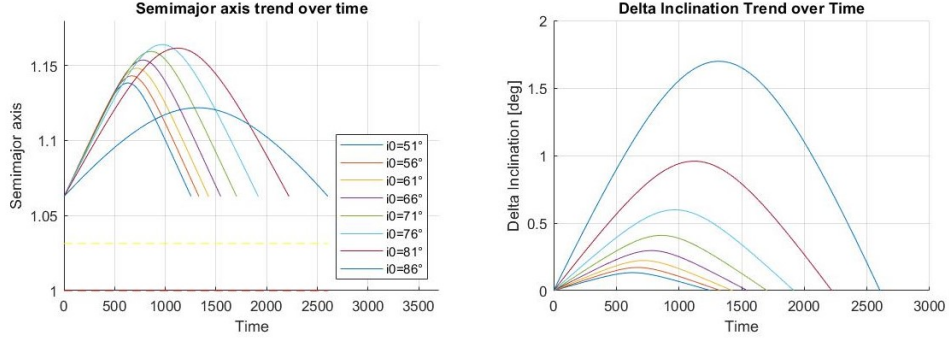 Semimajor axis trend over time
Semimajor axis
1.15
1.1
1.05
1
0 500 1000 1500 2000 2500 3000 3500
Time
i0=51°
i0=56°
i0=61°
i0=66°
i0=71°
i0=76°
i0=81°
i0=86°
Delta Inclination Trend over Time
Delta Inclination [deg]
2
1.5
1
0.5
0
0 500 1000 1500 2000 2500 3000
Time